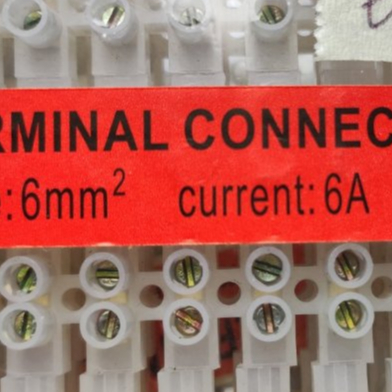 RMINAL CONNEC
: 6mm² current: 6A